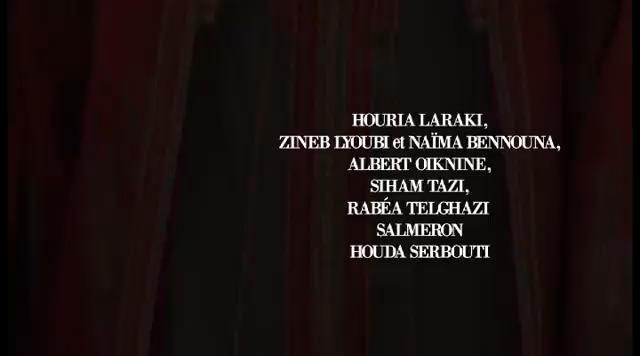 HOURIA LARAKI,
ZINEB LYOUBI et NAÏMA BENNOUNA,
ALBERT OIKNINE,
SIHAM TAZI,
RABÉA TELGHAZI
SALMERON
HOUDA SERBOUTI